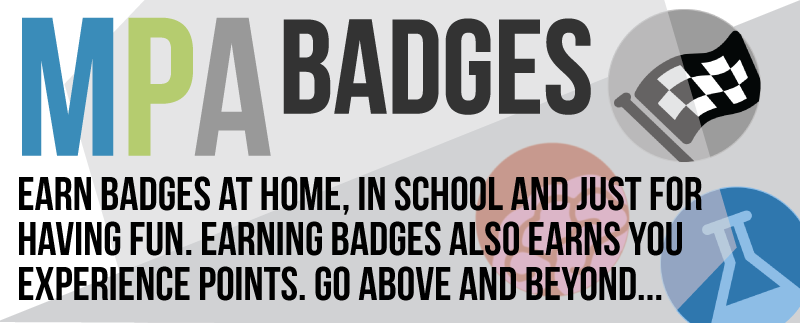 MPA BADGES
EARN BADGES AT HOME, IN SCHOOL AND JUST FOR
HAVING FUN. EARNING BADGES ALSO EARNS YOU
EXPERIENCE POINTS. GO ABOVE AND BEYOND...